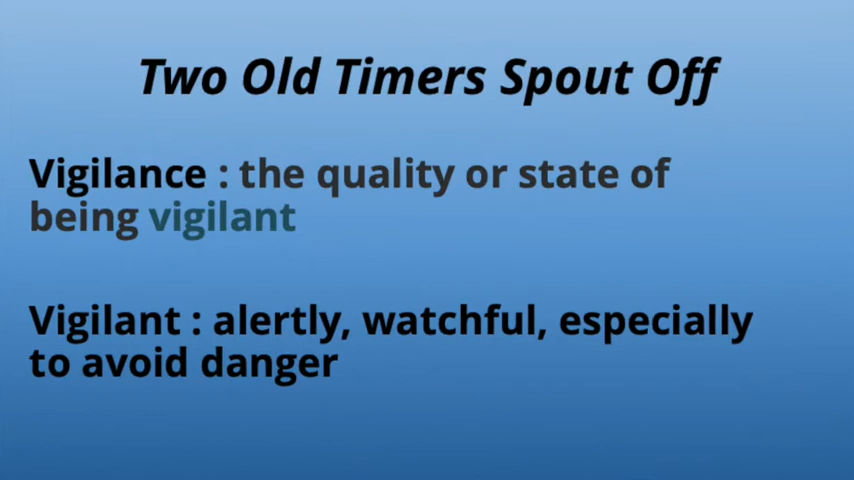 Two Old Timers Spout Off
Vigilance : the quality or state of
being vigilant
Vigilant : alertly, watchful, especially
to avoid danger